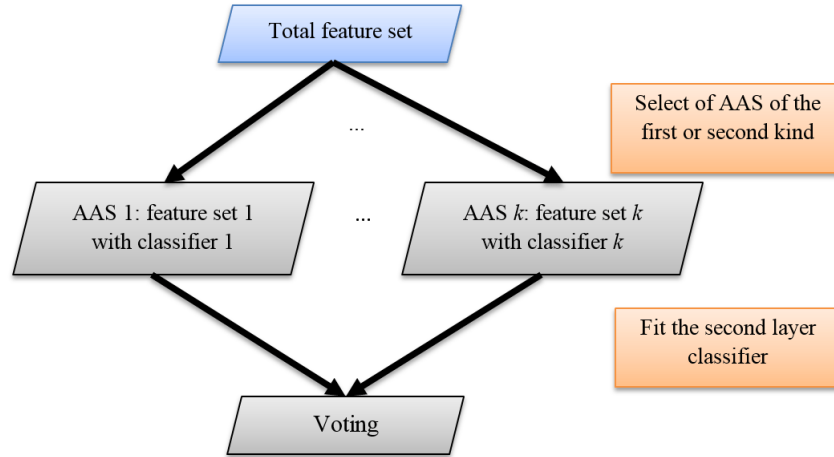 Total feature set
...
Select of AAS of the
first or second kind
AAS 1: feature set 1
with classifier 1
...
AAS k: feature set k
with classifier k
Fit the second layer
classifier
Voting